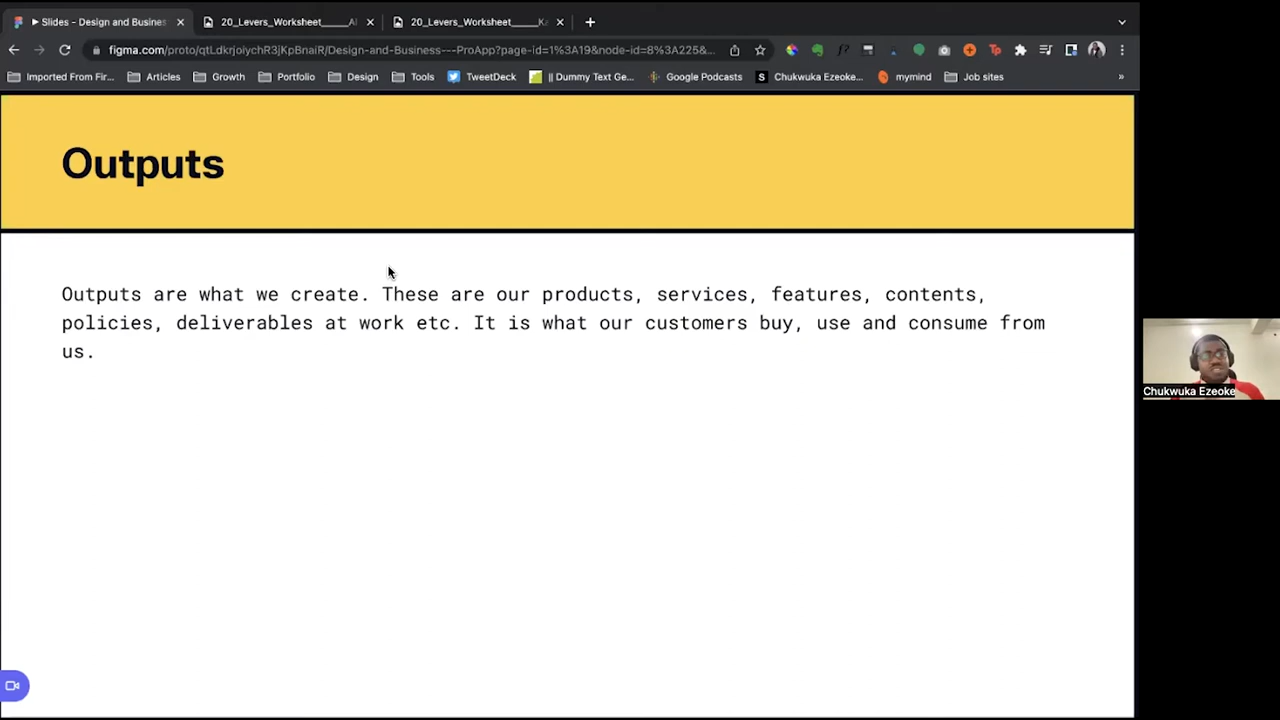 ▶ Slides – Design and Busines
20_Levers_Worksheet_____Al
20_Levers_Worksheet_____Ka
figma.com/proto/qtLdkrjoiychR3jKpBnaiR/Design-and-Business---ProApp?page-id=1%3A19&node-id=8%3A225&s...
Imported From Fir...
Articles
Growth
Portfolio
Design
Tools
TweetDeck
|| Dummy Text Ge...
Google Podcasts
Chukwuka Ezeoke...
mymind
Job sites
»
Outputs
Outputs are what we create. These are our products, services, features, contents,
policies, deliverables at work etc. It is what our customers buy, use and consume from
us.
Chukwuka Ezeoke